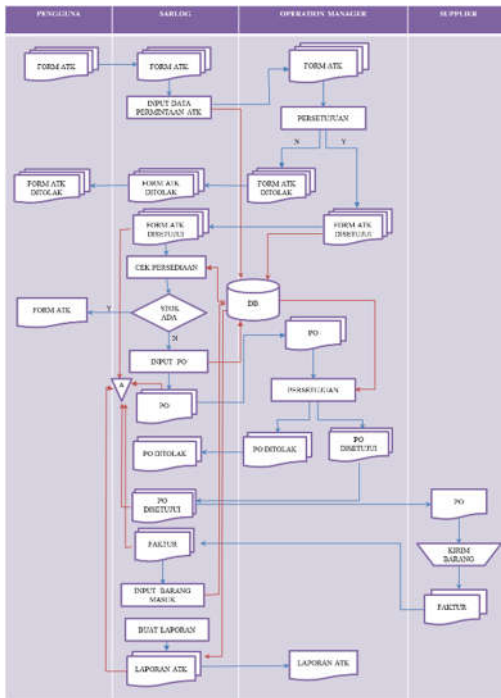 PENGGUNA
SARLOG
OPERATION MANAGER
SUPPLIER
FORM ATK
FORM ATK
FORM ATK
INPUT DATA
PERMINTAAN ATK
PERSETUJUAN
N
Y
FORM ATK
DITOLAK
FORM ATK
DITOLAK
FORM ATK
DITOLAK
FORM ATK
DISETUJUI
FORM ATK
DISETUJUI
CEK PERSEDIAAN
DB
FORM ATK
Y
STOK
ADA
N
PO
INPUT PO
PERSETUJUAN
A
PO
PO DITOLAK
PO DITOLAK
PO
DISETUJUI
PO
DISETUJUI
PO
FAKTUR
KIRIM
BARANG
INPUT BARANG
MASUK
FAKTUR
BUAT LAPORAN
LAPORAN ATK
LAPORAN ATK